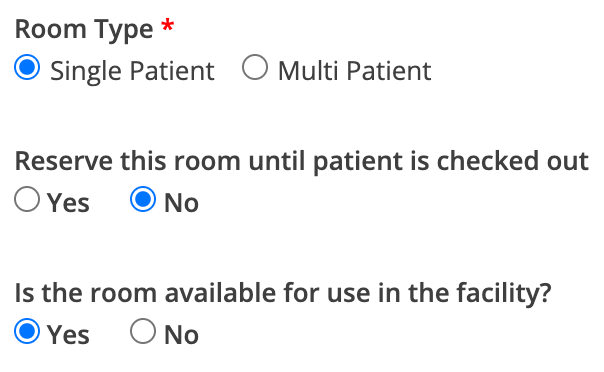 Room Type *
Single Patient Multi Patient
Reserve this room until patient is checked out
Yes No
Is the room available for use in the facility?
Yes No